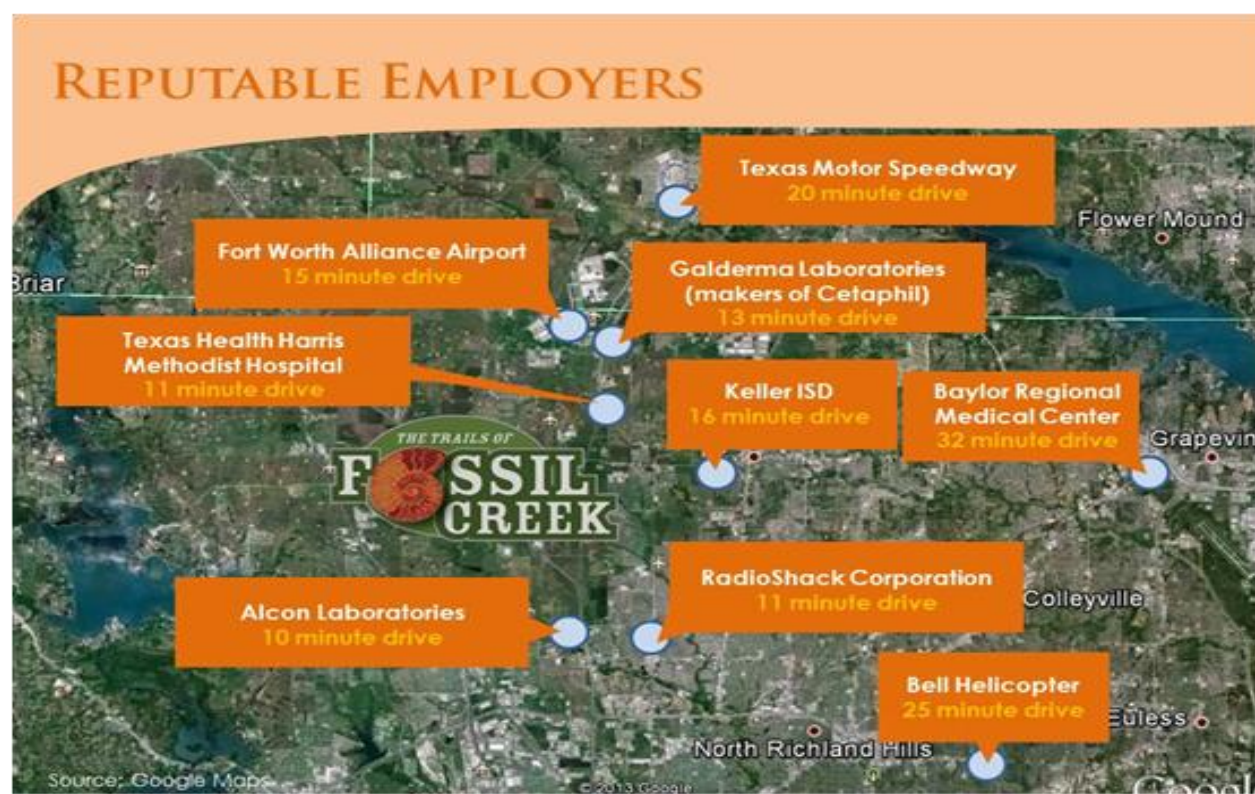 REPUTABLE EMPLOYERS
Texas Motor Speedway
20 minute drive
Flower Mound
Fort Worth Alliance Airport
15 minute drive
Galderma Laboratories
(makers of Cetaphil)
13 minute drive
Briar
Texas Health Harris
Methodist Hospital
11 minute drive
Keller ISD
16 minute drive
Baylor Regional
Medical Center
32 minute drive
Grapevin
THE TRAILS OF
FOSSIL
CREEK
RadioShack Corporation
11 minute drive
Colleyville
Alcon Laboratories
10 minute drive
Bell Helicopter
25 minute drive
Euless
North Richland Hills
Source: Google Maps
© 2013 Google
Googl